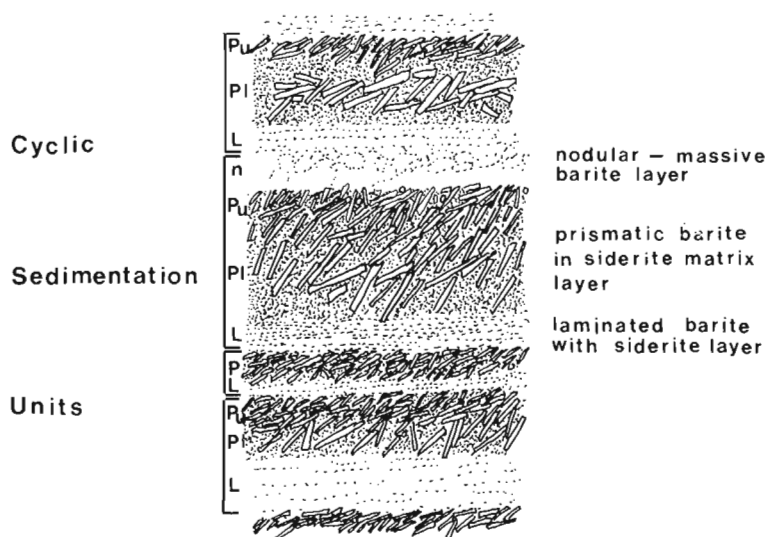 Pu
Pl
L
Cyclic
n
nodular – massive
barite layer
Pu
prismatic barite
in siderite matrix
layer
Sedimentation
Pl
laminated barite
with siderite layer
L
P
L
Units
Pu
Pl
L